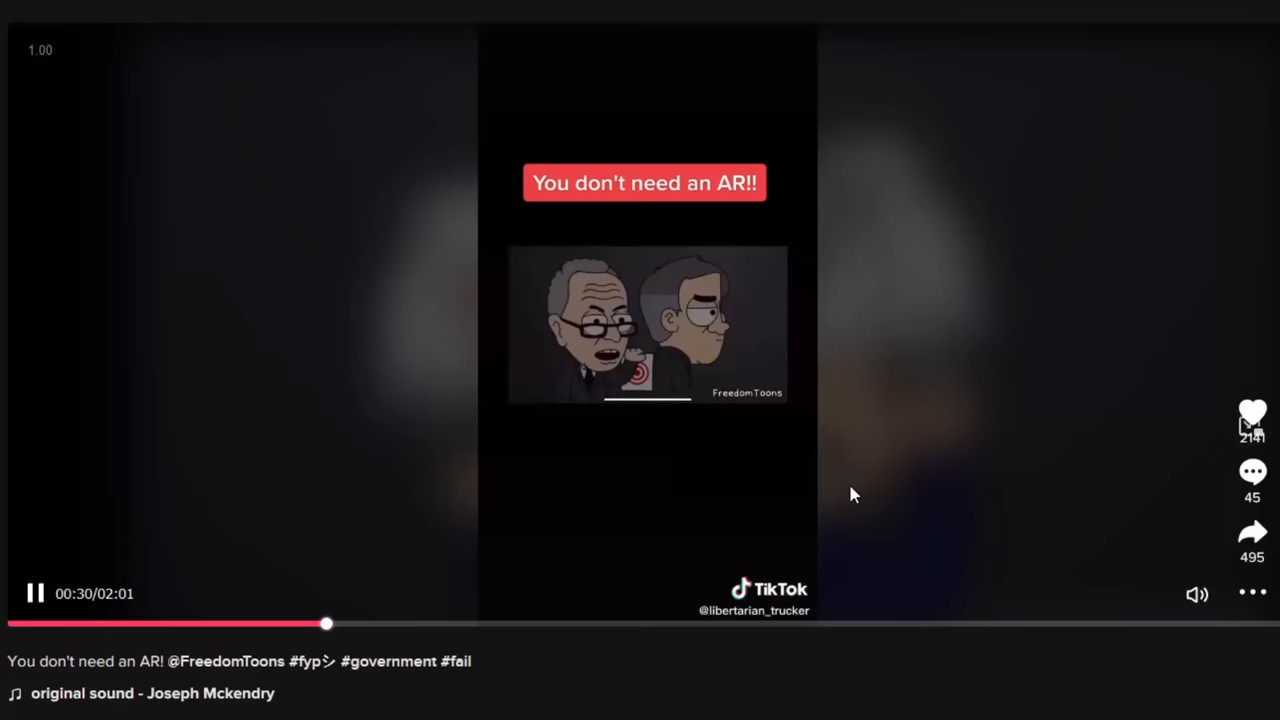 1.00
You don't need an AR!!
FreedomToons
2141
45
495
TikTok
@libertarian_trucker
00:30/02:01
You don't need an AR! @FreedomToons #fypシ #government #fail
original sound - Joseph Mckendry